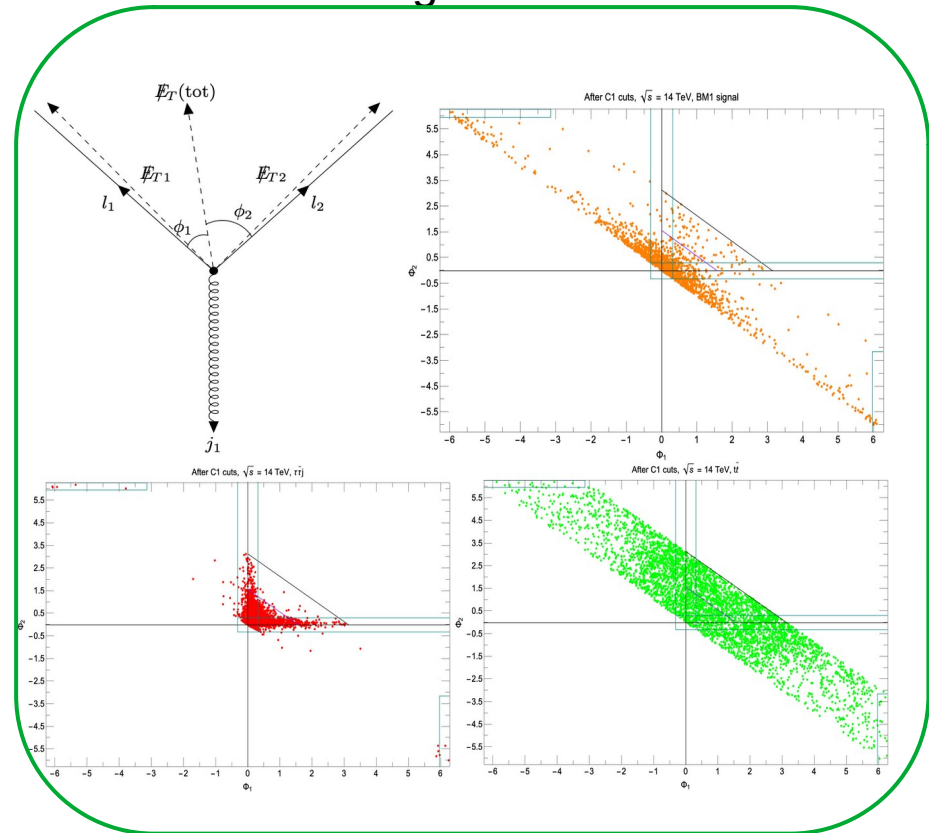 g
E̸_T(tot)
E̸_T1
E̸_T2
l₁
l₂
ϕ₁
ϕ₂
j₁
After C1 cuts, √s = 14 TeV, BM1 signal
5.5
4.5
3.5
2.5
1.5
0.5
−0.5
−1.5
−2.5
−3.5
−4.5
−5.5
Φ₂
−6 −5 −4 −3 −2 −1 0 1 2 3 4 5 6
Φ₁
After C1 cuts, √s = 14 TeV, ττ̄j
5.5
4.5
3.5
2.5
1.5
0.5
−0.5
−1.5
−2.5
−3.5
−4.5
−5.5
Φ₂
−6 −5 −4 −3 −2 −1 0 1 2 3 4 5 6
Φ₁
After C1 cuts, √s = 14 TeV, tt̄
5.5
4.5
3.5
2.5
1.5
0.5
−0.5
−1.5
−2.5
−3.5
−4.5
−5.5
Φ₂
−6 −5 −4 −3 −2 −1 0 1 2 3 4 5 6
Φ₁